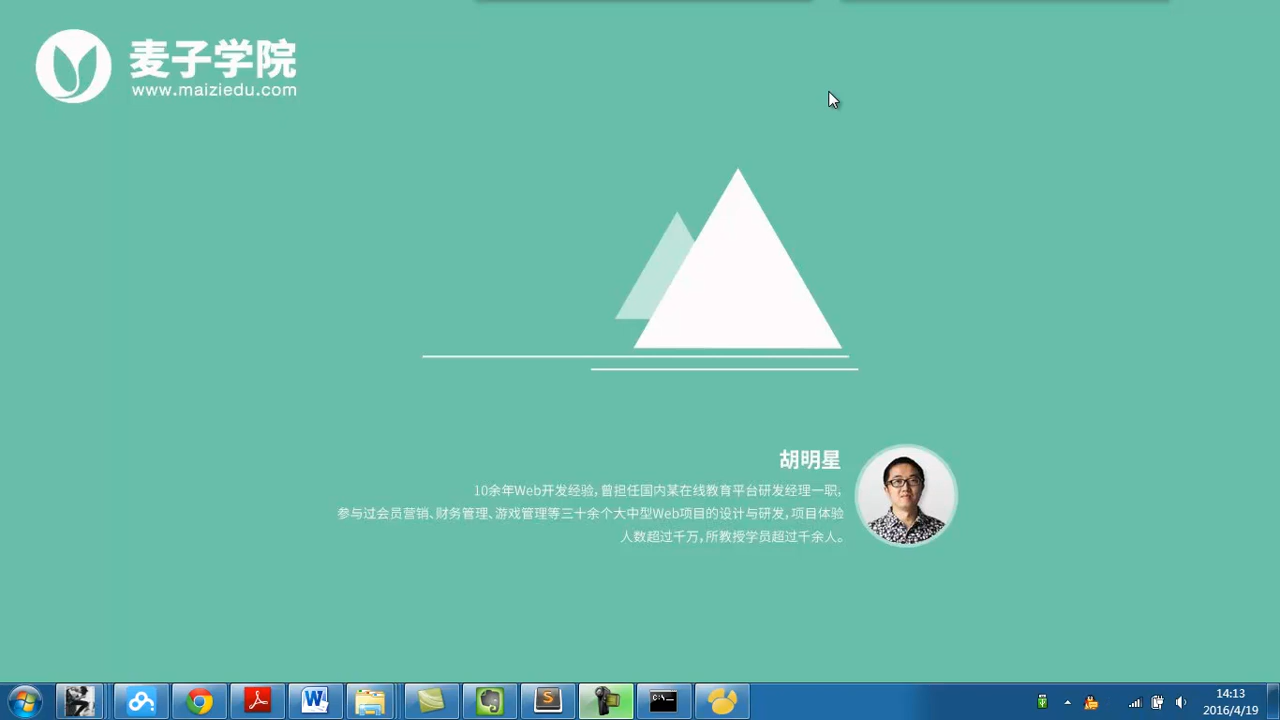 麦子学院
www.maiziedu.com
胡明星
10余年Web开发经验,曾担任国内某在线教育平台研发经理一职,
参与过会员营销、财务管理、游戏管理等三十余个大中型Web项目的设计与研发,项目体验
人数超过千万,所教授学员超过千余人。
14:13
2016/4/19